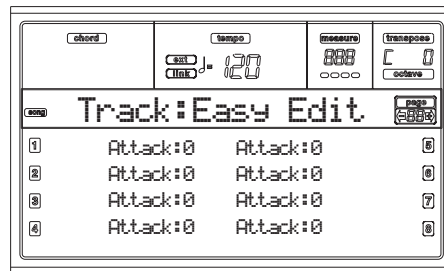 chord tempo measure transpose
ext link ♩= 120 888 C 0
octave
song Track:Easy Edit page
1 Attack:0 Attack:0 5
2 Attack:0 Attack:0 6
3 Attack:0 Attack:0 7
4 Attack:0 Attack:0 8